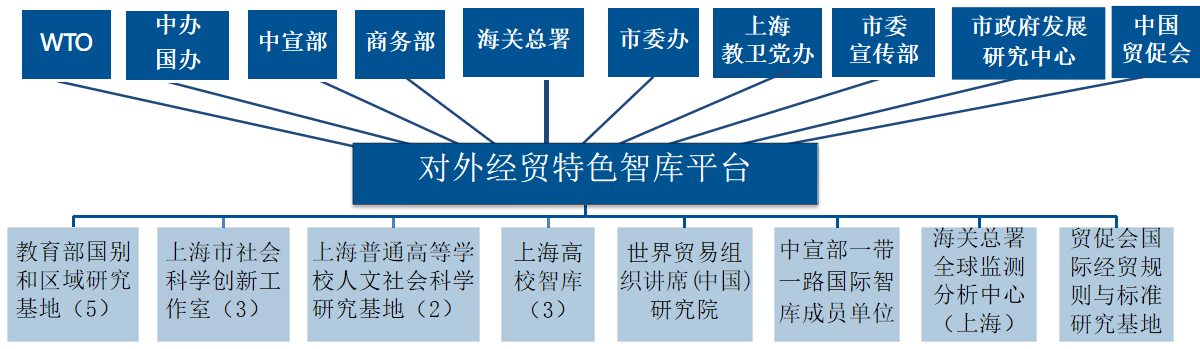 WTO
中办
国办
中宣部
商务部
海关总署
市委办
上海
教卫党办
市委
宣传部
市政府发展
研究中心
中国
贸促会
对外经贸特色智库平台
教育部国别
和区域研究
基地（5）
上海市社会
科学创新工
作室（3）
上海普通高等学
校人文社会科学
研究基地（2）
上海高
校智库
（3）
世界贸易组
织讲席(中国)
研究院
中宣部一带
一路国际智
库成员单位
海关总署
全球监测
分析中心
（上海）
贸促会国
际经贸规
则与标准
研究基地